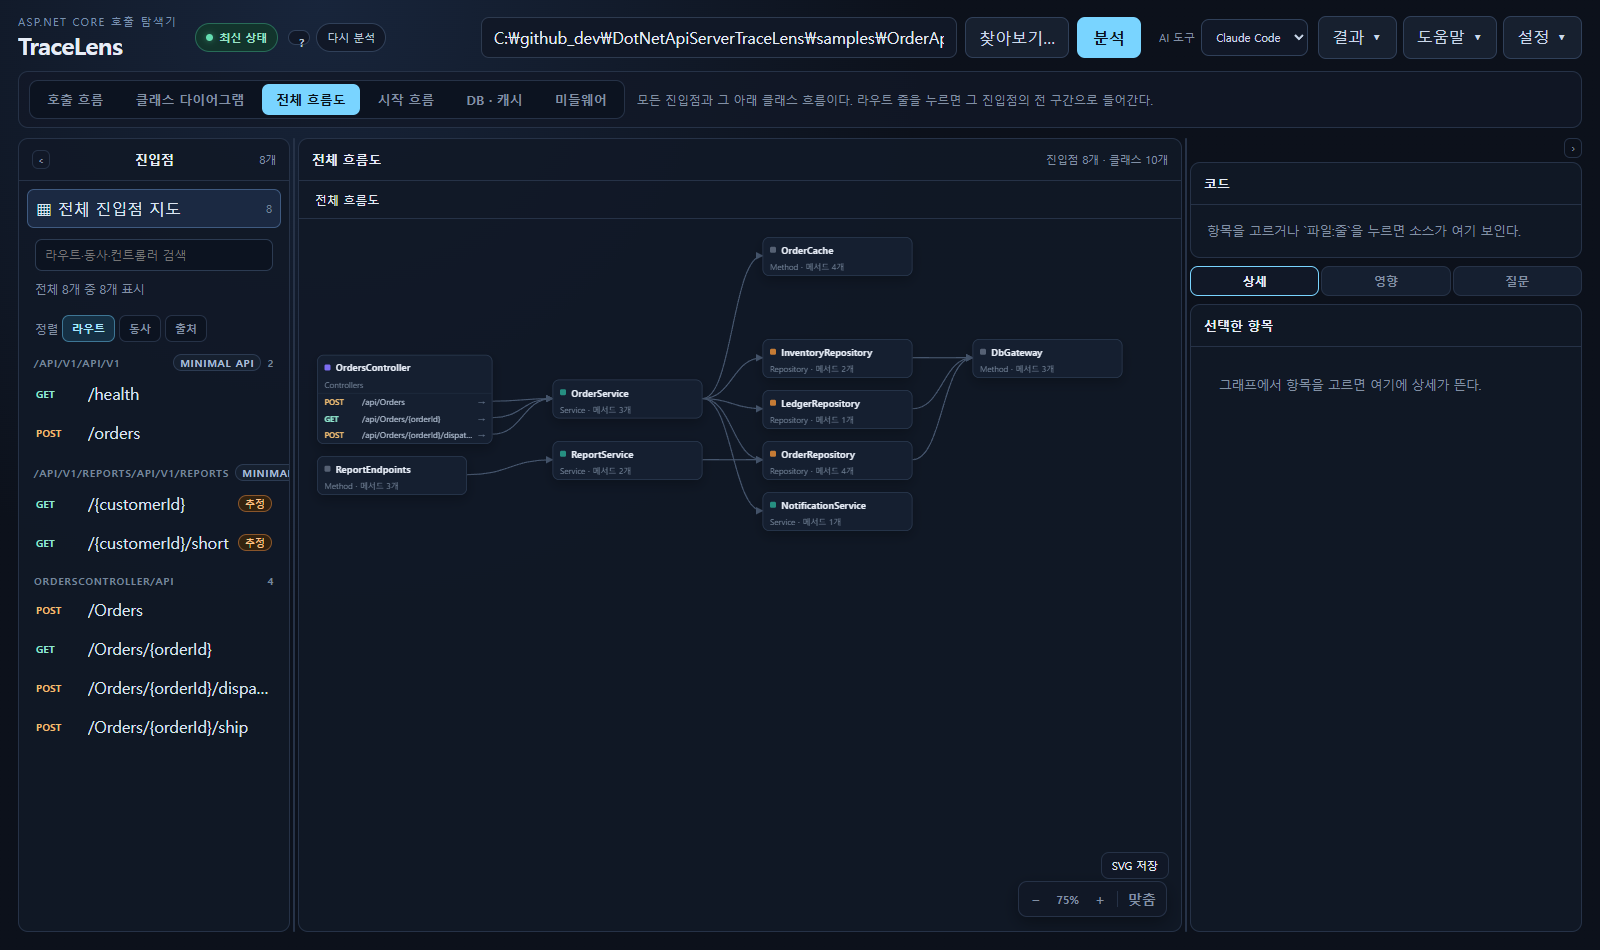 ASP.NET CORE 호출 탐색기
TraceLens
최신 상태
?
다시 분석
C:₩github_dev₩DotNetApiServerTraceLens₩samples₩OrderAp
찾아보기...
분석
AI 도구
Claude Code
결과 ▼
도움말 ▼
설정 ▼
호출 흐름
클래스 다이어그램
전체 흐름도
시작 흐름
DB · 캐시
미들웨어
모든 진입점과 그 아래 클래스 흐름이다. 라우트 줄을 누르면 그 진입점의 전 구간으로 들어간다.
‹
진입점
8개
▦ 전체 진입점 지도
8
라우트·동사·컨트롤러 검색
전체 8개 중 8개 표시
정렬
라우트
동사
출처
/API/V1/API/V1
MINIMAL API
2
GET /health
POST /orders
/API/V1/REPORTS/API/V1/REPORTS
MINIMA
GET /{customerId} 추정
GET /{customerId}/short 추정
ORDERSCONTROLLER/API
4
POST /Orders
GET /Orders/{orderId}
POST /Orders/{orderId}/dispa...
POST /Orders/{orderId}/ship
전체 흐름도
진입점 8개 · 클래스 10개
전체 흐름도
OrdersController
Controllers
POST /api/Orders →
GET /api/Orders/{orderId} →
POST /api/Orders/{orderId}/dispat... →
ReportEndpoints
Method · 메서드 3개
OrderService
Service · 메서드 3개
ReportService
Service · 메서드 2개
OrderCache
Method · 메서드 4개
InventoryRepository
Repository · 메서드 2개
LedgerRepository
Repository · 메서드 1개
OrderRepository
Repository · 메서드 4개
NotificationService
Service · 메서드 1개
DbGateway
Method · 메서드 3개
SVG 저장
− 75% + 맞춤
›
코드
항목을 고르거나 `파일:줄`을 누르면 소스가 여기 보인다.
상세
영향
질문
선택한 항목
그래프에서 항목을 고르면 여기에 상세가 뜬다.